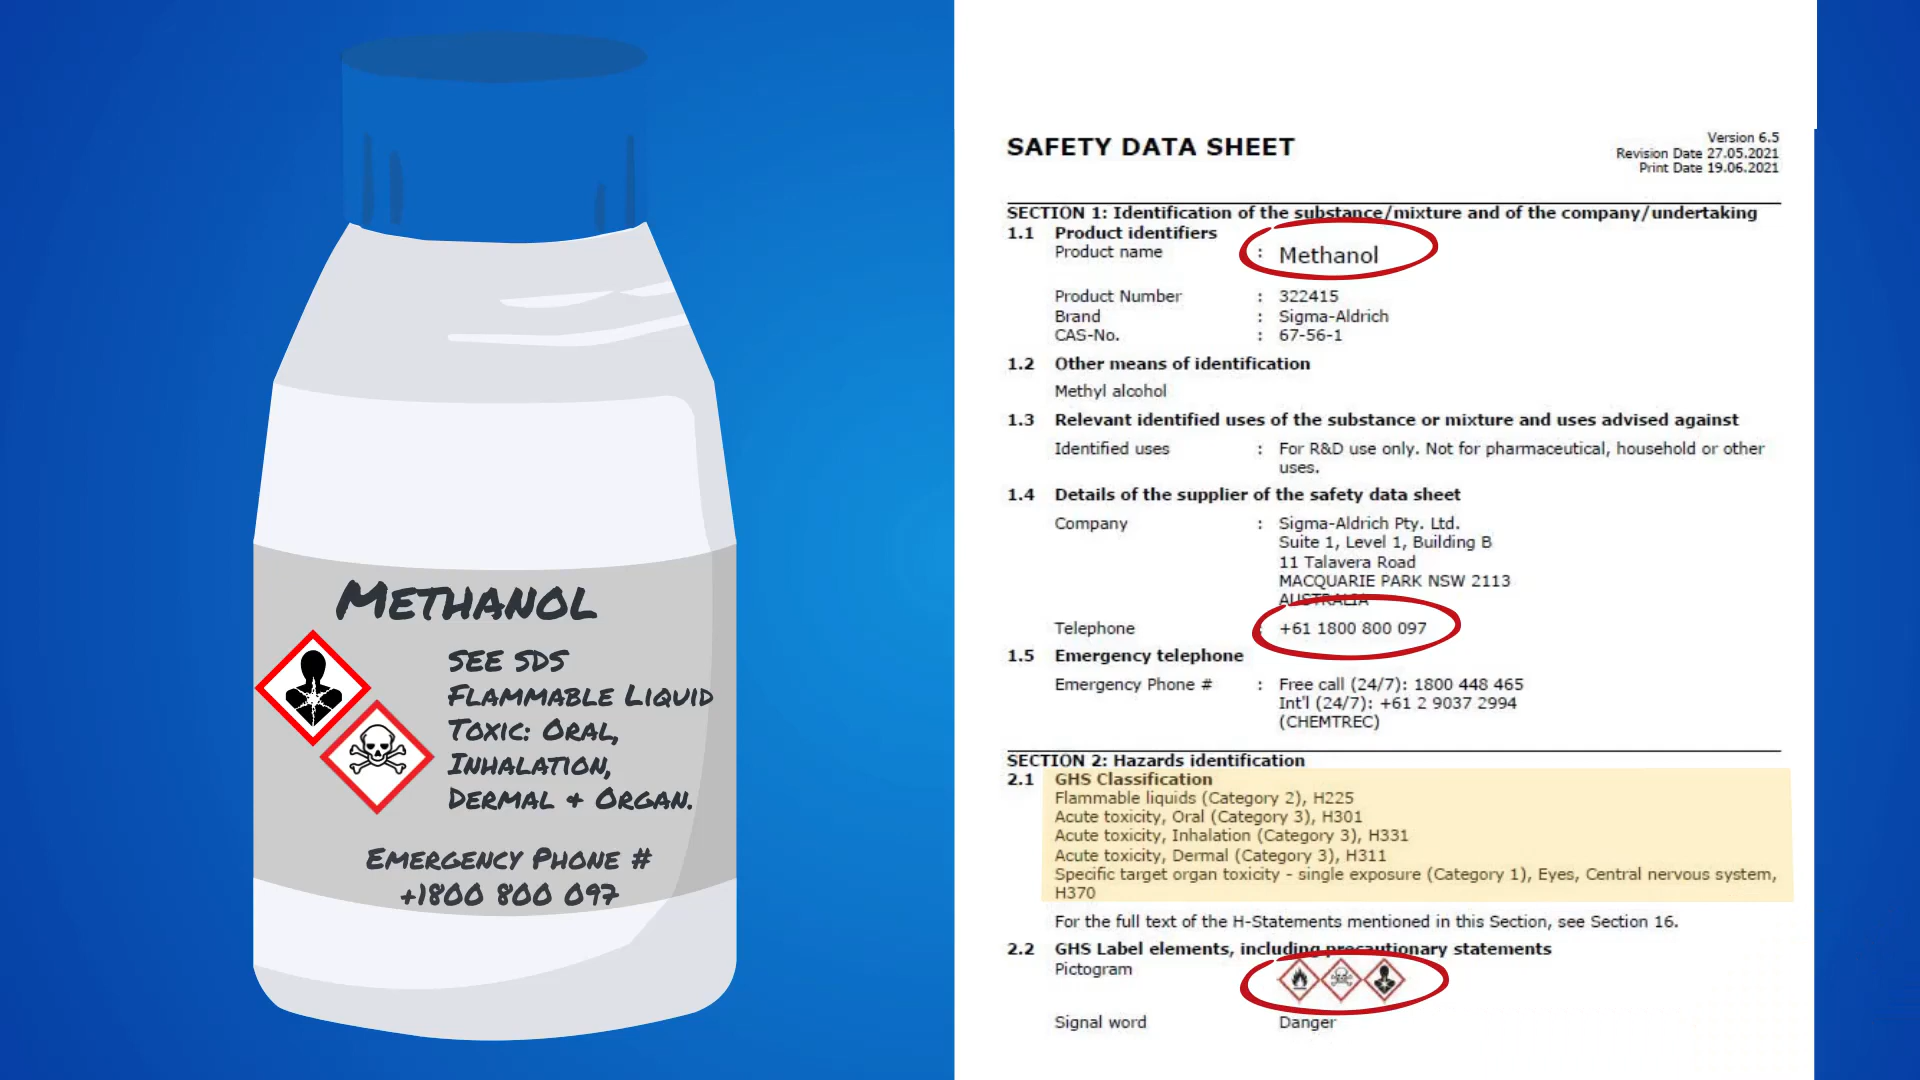 METHANOL
SEE SDS
FLAMMABLE LIQUID
TOXIC: ORAL,
INHALATION,
DERMAL & ORGAN.
EMERGENCY PHONE #
+1800 800 097
SAFETY DATA SHEET
Version 6.5
Revision Date 27.05.2021
Print Date 19.06.2021
SECTION 1: Identification of the substance/mixture and of the company/undertaking
1.1 Product identifiers
Product name : Methanol
Product Number : 322415
Brand : Sigma-Aldrich
CAS-No. : 67-56-1
1.2 Other means of identification
Methyl alcohol
1.3 Relevant identified uses of the substance or mixture and uses advised against
Identified uses : For R&D use only. Not for pharmaceutical, household or other
uses.
1.4 Details of the supplier of the safety data sheet
Company : Sigma-Aldrich Pty. Ltd.
Suite 1, Level 1, Building B
11 Talavera Road
MACQUARIE PARK NSW 2113
AUSTRALIA
Telephone : +61 1800 800 097
1.5 Emergency telephone
Emergency Phone # : Free call (24/7): 1800 448 465
Int'l (24/7): +61 2 9037 2994
(CHEMTREC)
SECTION 2: Hazards identification
2.1 GHS Classification
Flammable liquids (Category 2), H225
Acute toxicity, Oral (Category 3), H301
Acute toxicity, Inhalation (Category 3), H331
Acute toxicity, Dermal (Category 3), H311
Specific target organ toxicity - single exposure (Category 1), Eyes, Central nervous system,
H370
For the full text of the H-Statements mentioned in this Section, see Section 16.
2.2 GHS Label elements, including precautionary statements
Pictogram
Signal word Danger